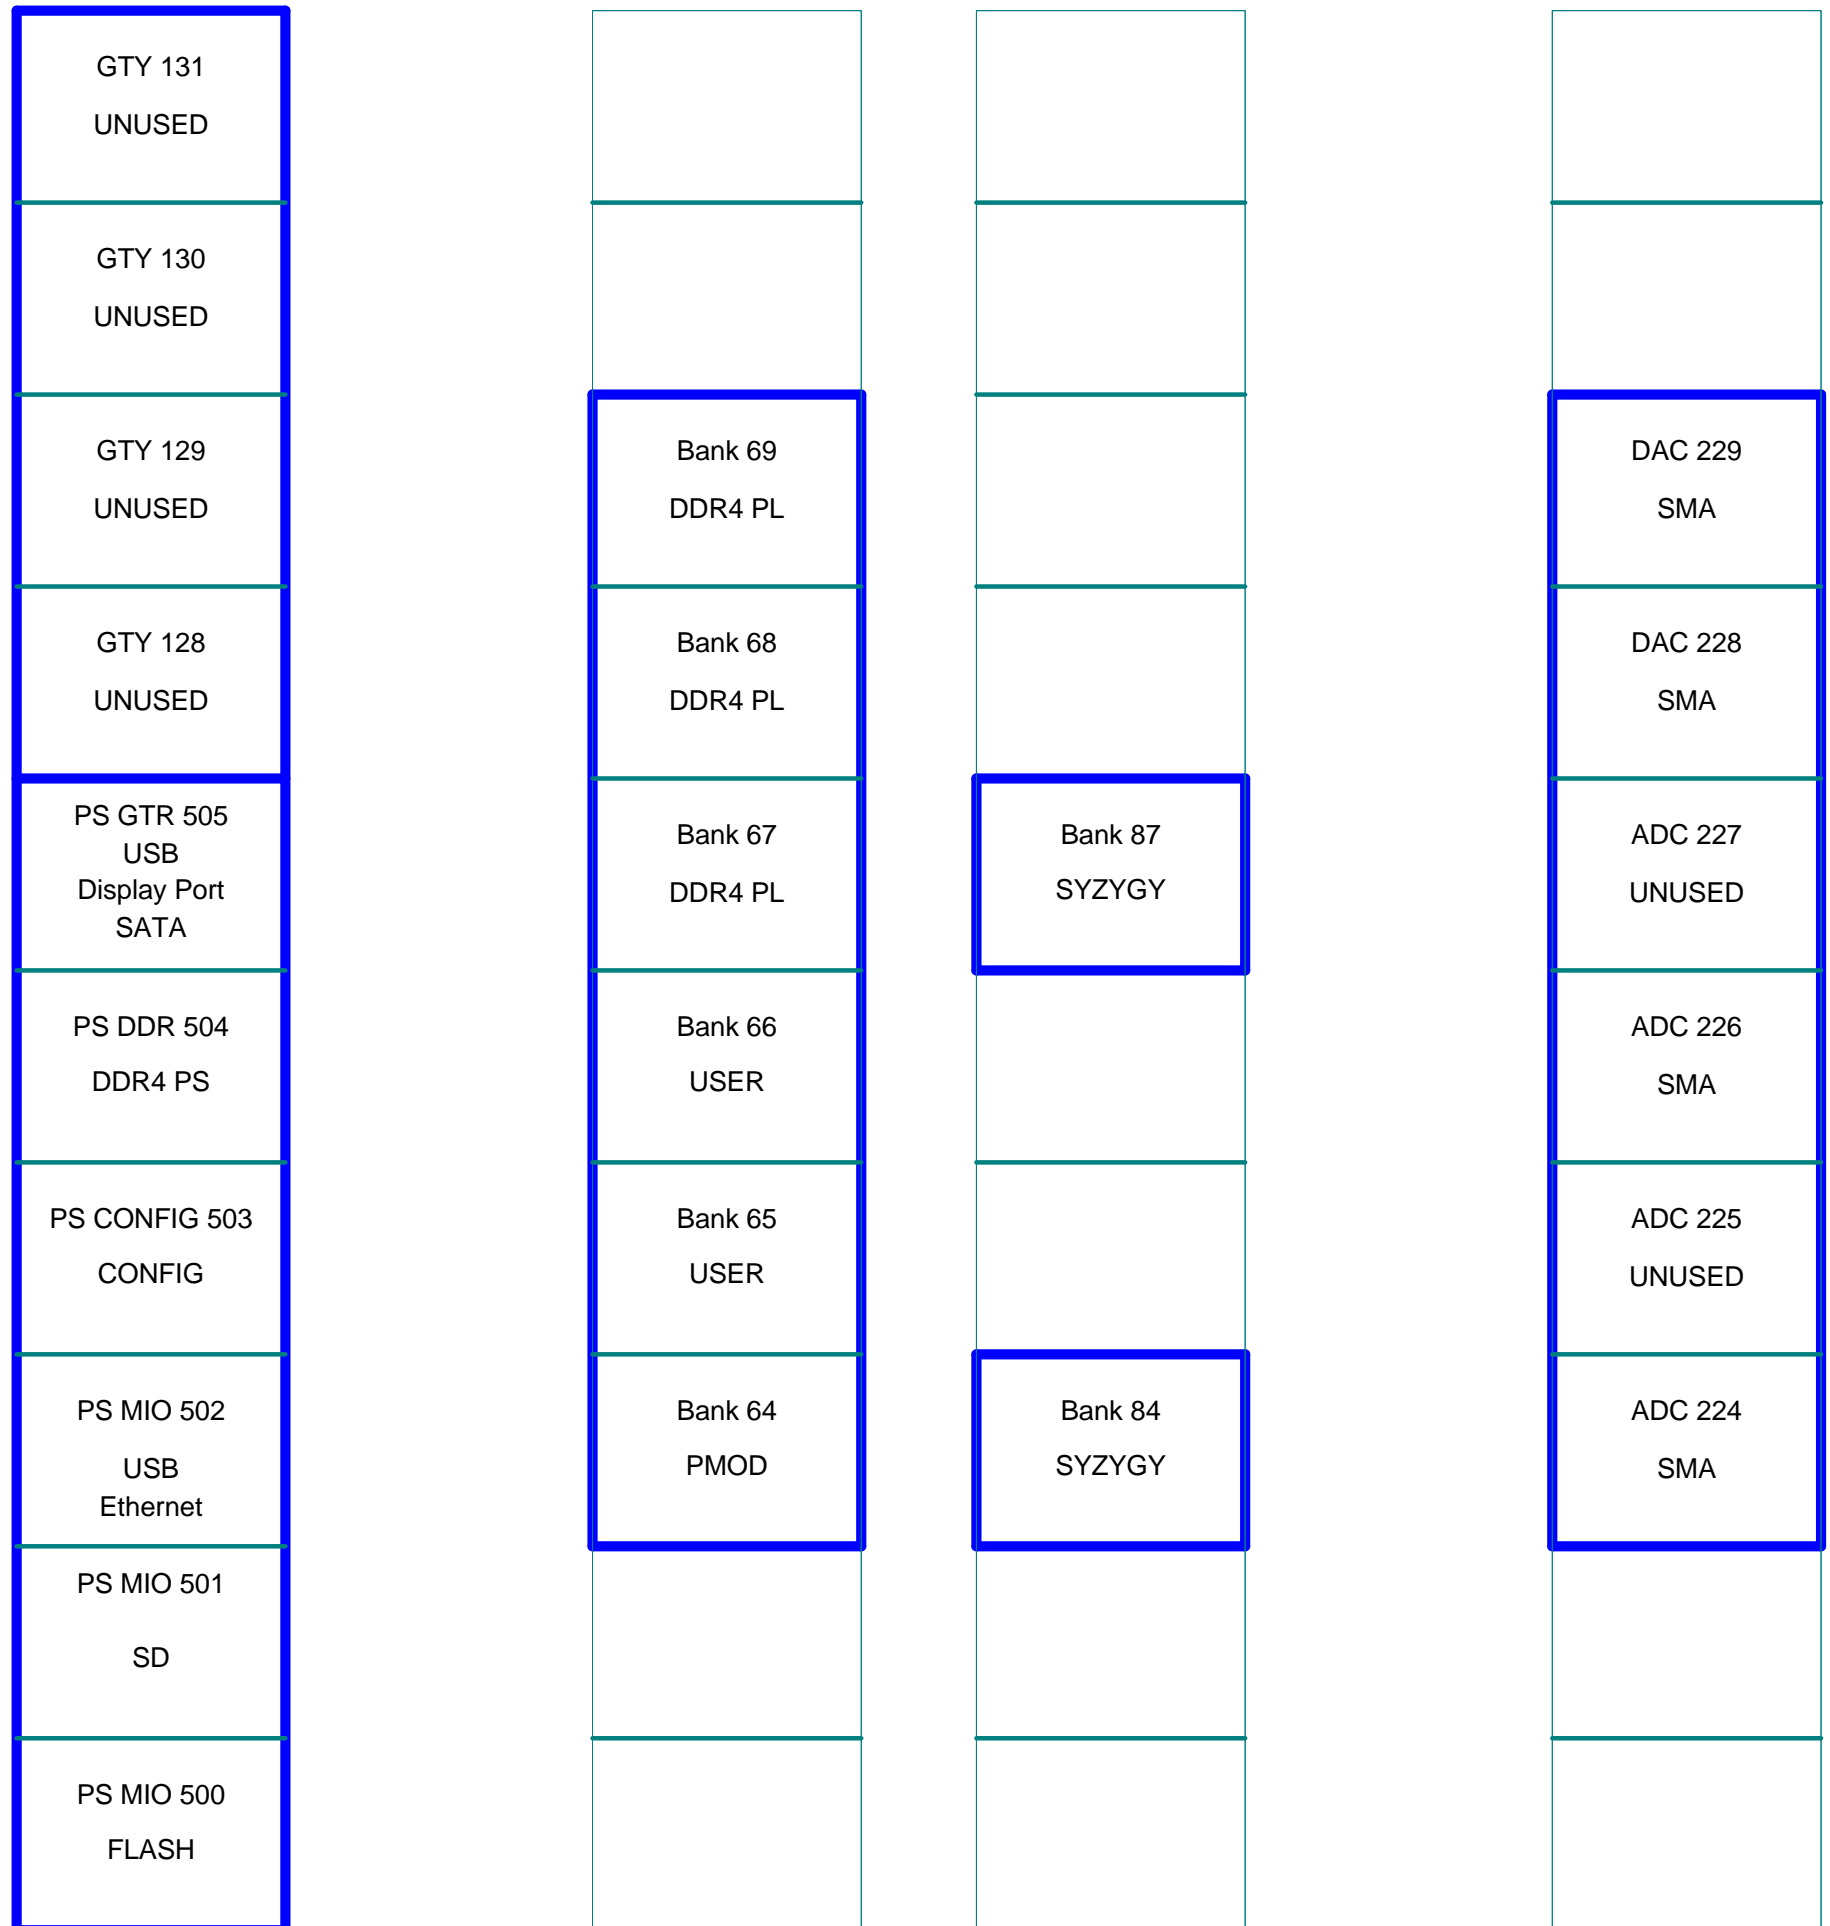 GTY 131
UNUSED
GTY 130
UNUSED
GTY 129
UNUSED
GTY 128
UNUSED
PS GTR 505
USB
Display Port
SATA
PS DDR 504
DDR4 PS
PS CONFIG 503
CONFIG
PS MIO 502
USB
Ethernet
PS MIO 501
SD
PS MIO 500
FLASH
Bank 69
DDR4 PL
Bank 68
DDR4 PL
Bank 67
DDR4 PL
Bank 66
USER
Bank 65
USER
Bank 64
PMOD
Bank 87
SYZYGY
Bank 84
SYZYGY
DAC 229
SMA
DAC 228
SMA
ADC 227
UNUSED
ADC 226
SMA
ADC 225
UNUSED
ADC 224
SMA